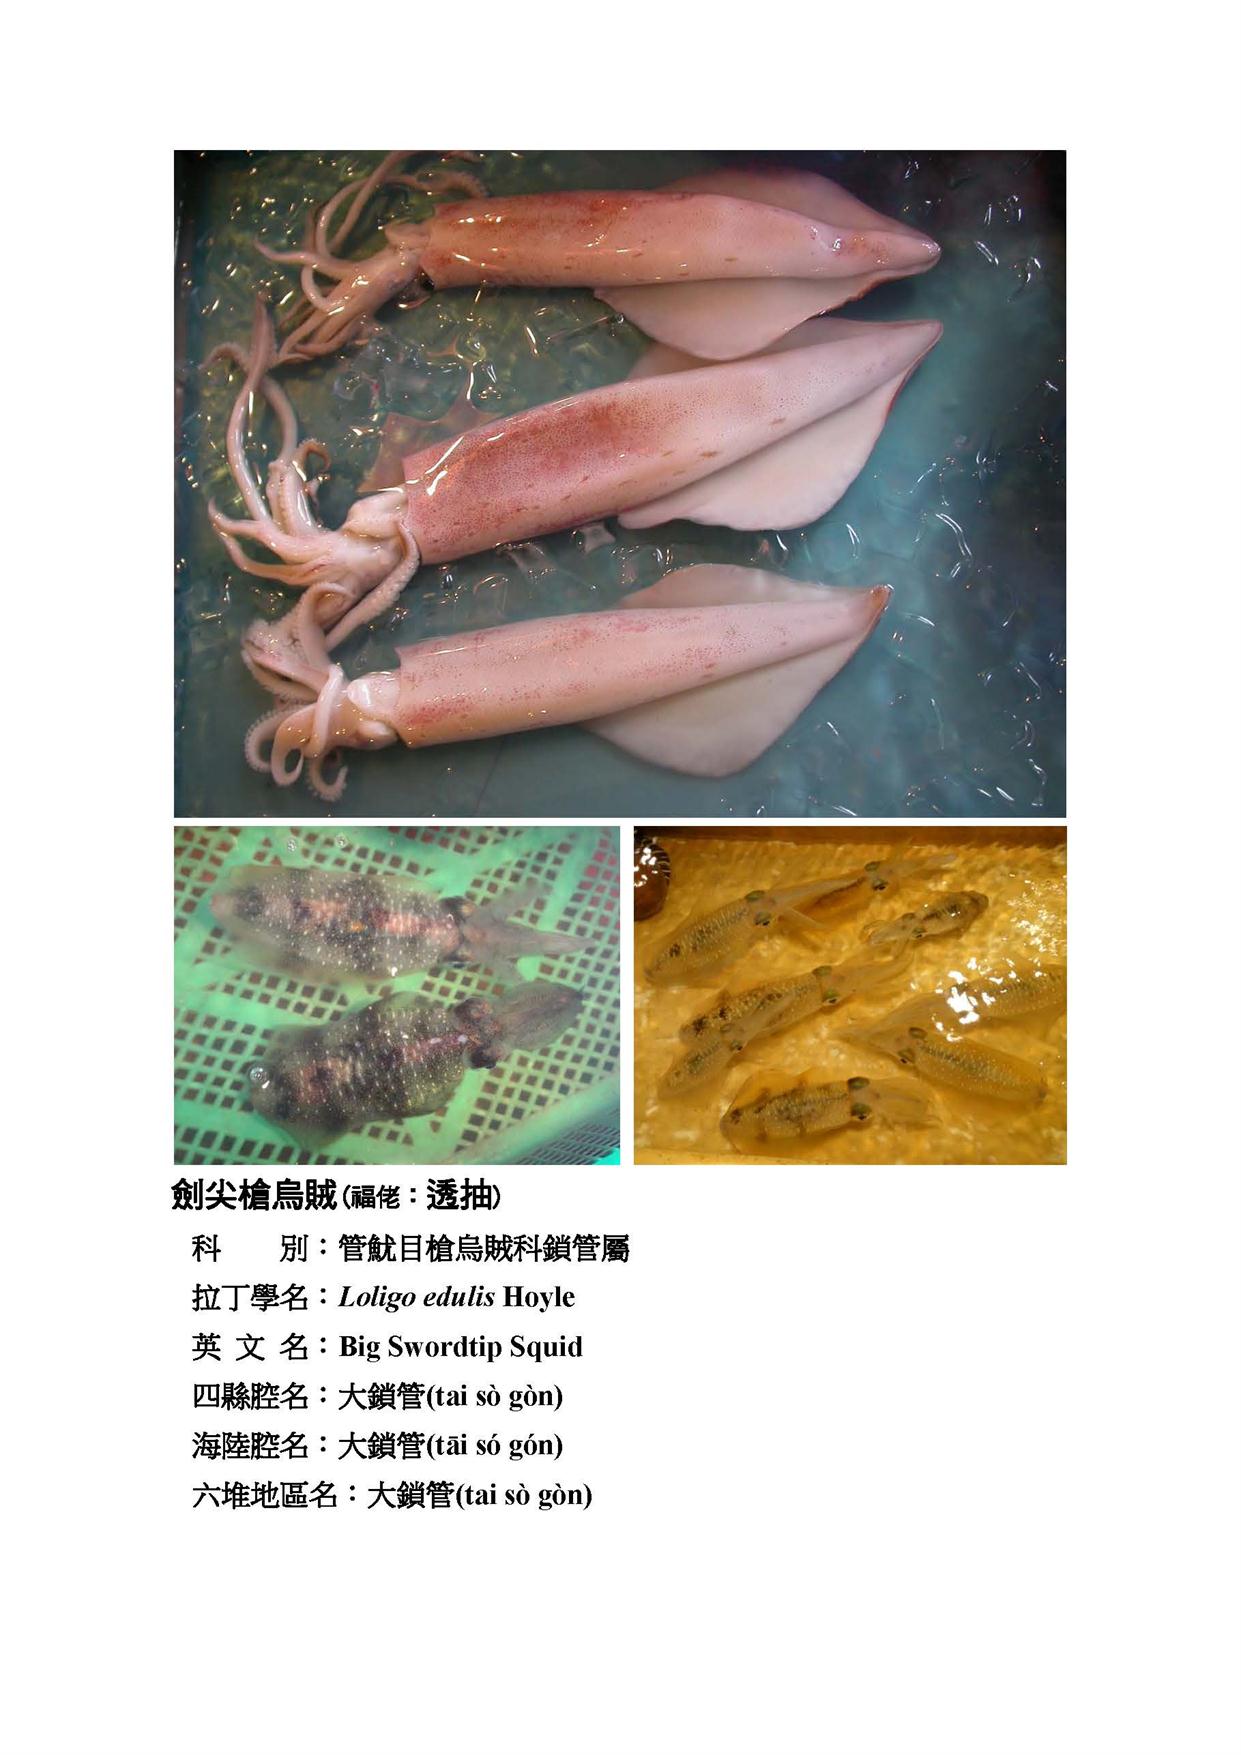 劍尖槍烏賊(福佬：透抽)
科　　別：管魷目槍烏賊科鎖管屬
拉丁學名：Loligo edulis Hoyle
英 文 名：Big Swordtip Squid
四縣腔名：大鎖管(tai sò gòn)
海陸腔名：大鎖管(tāi só gón)
六堆地區名：大鎖管(tai sò gòn)